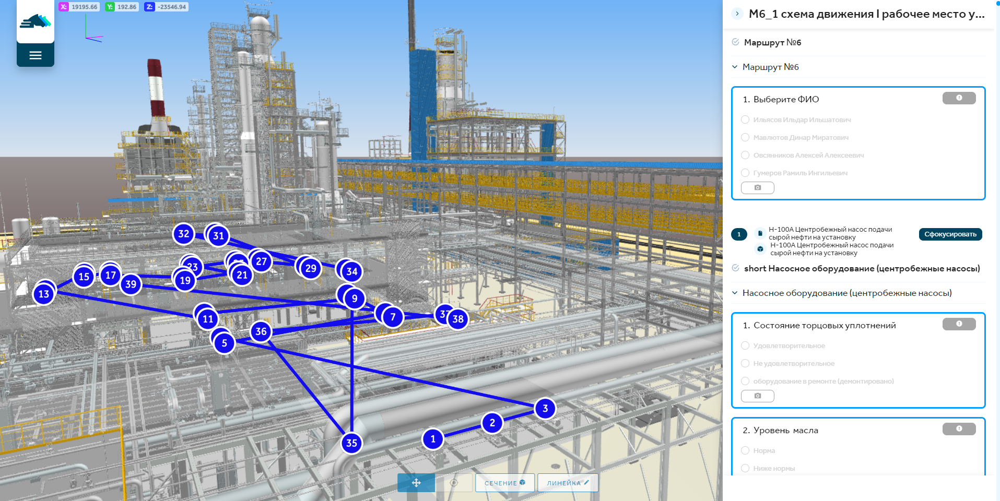 X: 19195.66 Y: 192.86 Z: -23546.94
32
31
27
23
29
34
15
17
21
19
39
13
9
11
7
37
38
36
5
3
2
1
35
СЕЧЕНИЕ
ЛИНЕЙКА
М6_1 схема движения I рабочее место у...
Маршрут №6
Маршрут №6
1. Выберите ФИО
Ильясов Ильдар Ильшатович
Мавлютов Динар Миратович
Овсянников Алексей Алексеевич
Гумеров Рамиль Ингильевич
1
Н-100А Центробежный насос подачи
сырой нефти на установку
Сфокусировать
Н-100А Центробежный насос подачи
сырой нефти на установку
short Насосное оборудование (центробежные насосы)
Насосное оборудование (центробежные насосы)
1. Состояние торцовых уплотнений
Удовлетворительное
Не удовлетворительное
оборудование в ремонте (демонтировано)
2. Уровень масла
Норма
Ниже нормы